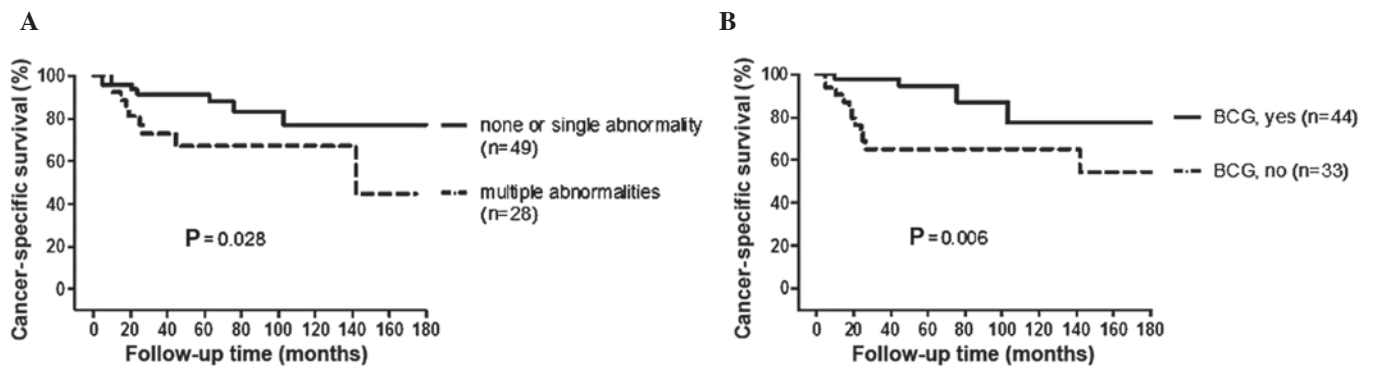 A
Cancer-specific survival (%)
100
80
60
40
20
0
0 20 40 60 80 100 120 140 160 180
Follow-up time (months)
none or single abnormality
(n=49)
multiple abnormalities
(n=28)
P=0.028
B
Cancer-specific survival (%)
100
80
60
40
20
0
0 20 40 60 80 100 120 140 160 180
Follow-up time (months)
BCG, yes (n=44)
BCG, no (n=33)
P=0.006